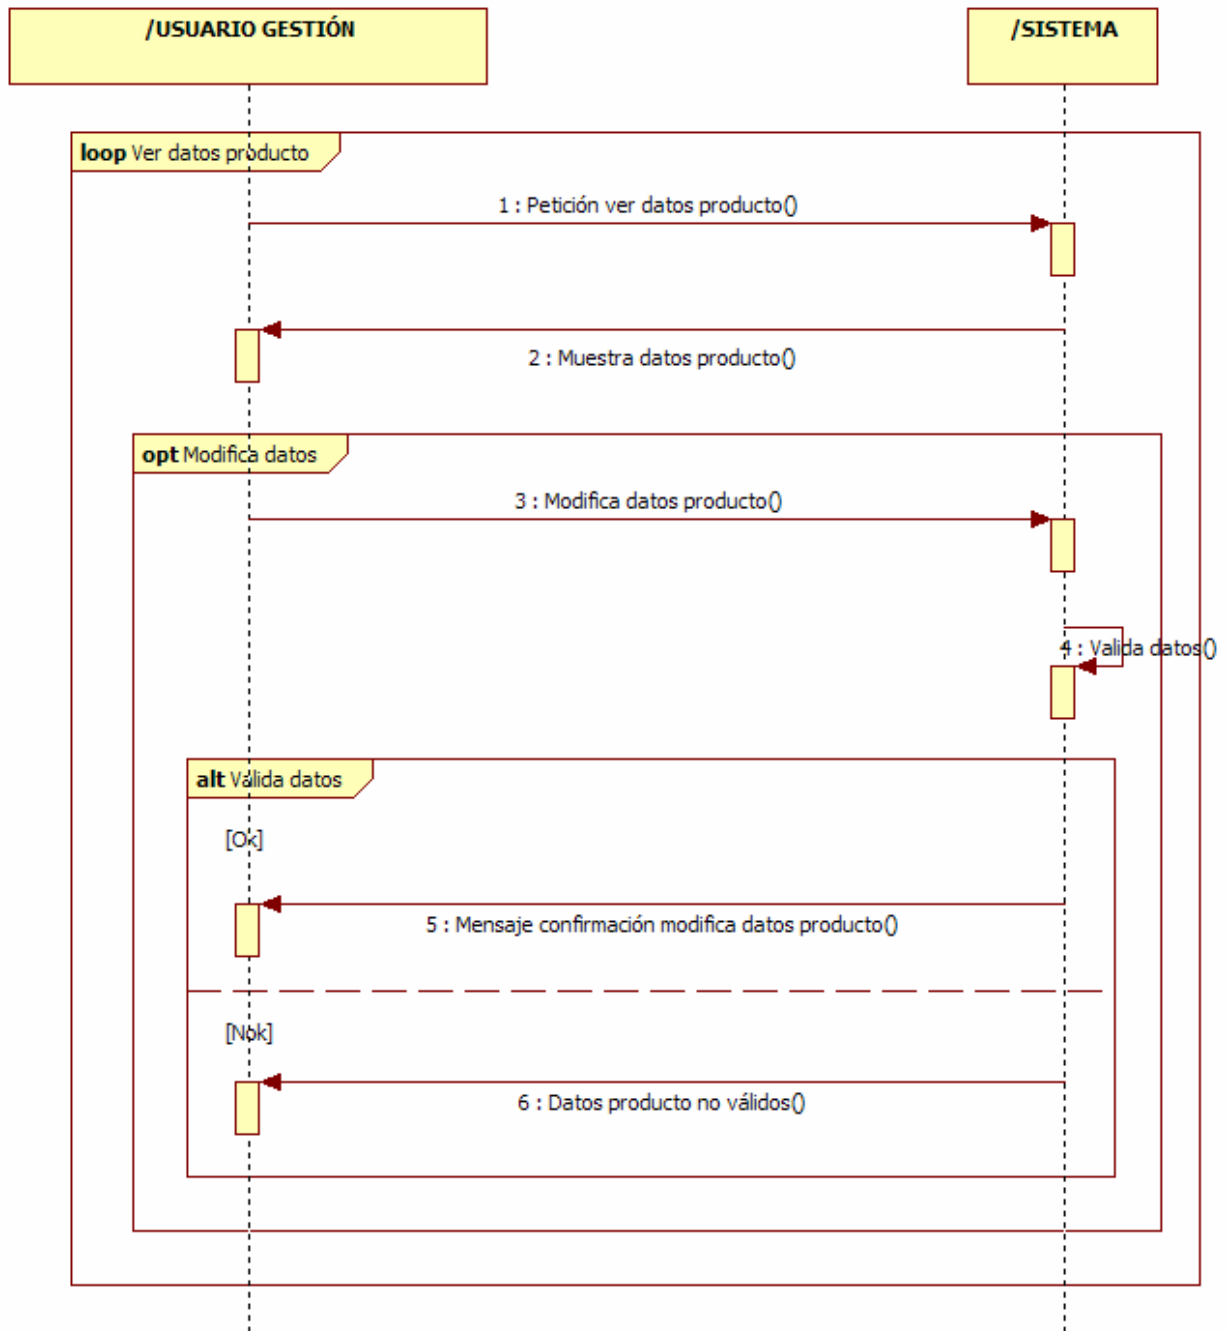 /USUARIO GESTIÓN
/SISTEMA
loop Ver datos producto
1 : Petición ver datos producto()
2 : Muestra datos producto()
opt Modifica datos
3 : Modifica datos producto()
4 : Valida datos()
alt Valida datos
[Ok]
5 : Mensaje confirmación modifica datos producto()
[Nok]
6 : Datos producto no válidos()